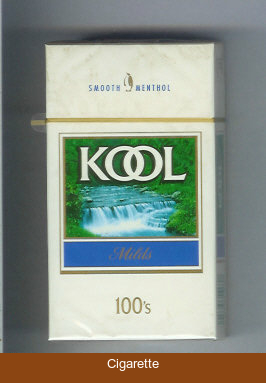 SMOOTH MENTHOL
KOOL
Milds
100's
Cigarette